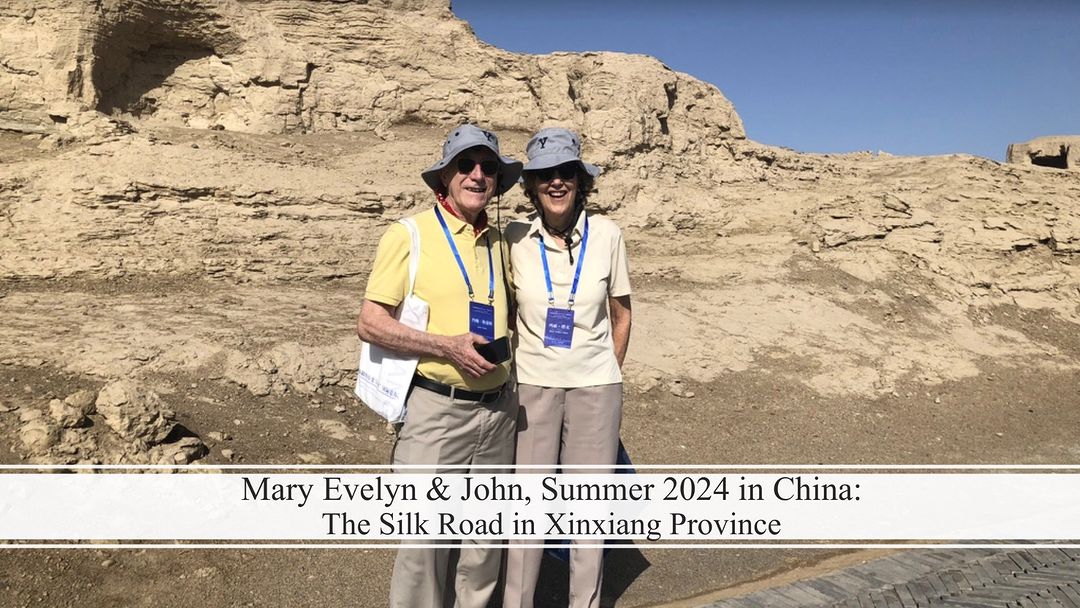 Y
Y
Mary Evelyn & John, Summer 2024 in China:
The Silk Road in Xinxiang Province